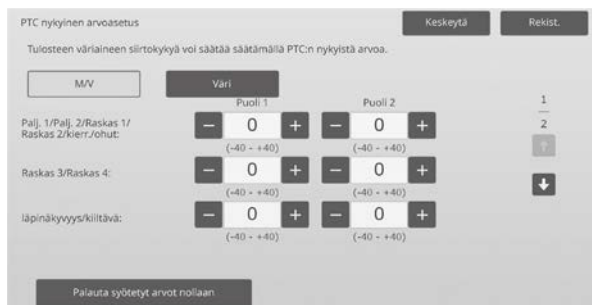 PTC nykyinen arvoasetus
Keskeytä
Rekist.
Tulosteen väriaineen siirtokykyä voi säätää säätämällä PTC:n nykyistä arvoa.
M/V
Väri
Puoli 1
Puoli 2
Palj. 1/Palj. 2/Raskas 1/
Raskas 2/kierr./ohut:
− 0 +
− 0 +
(-40 - +40)
(-40 - +40)
Raskas 3/Raskas 4:
− 0 +
− 0 +
(-40 - +40)
(-40 - +40)
läpinäkyvyys/kiiltävä:
− 0 +
− 0 +
(-40 - +40)
(-40 - +40)
1
2
Palauta syötetyt arvot nollaan